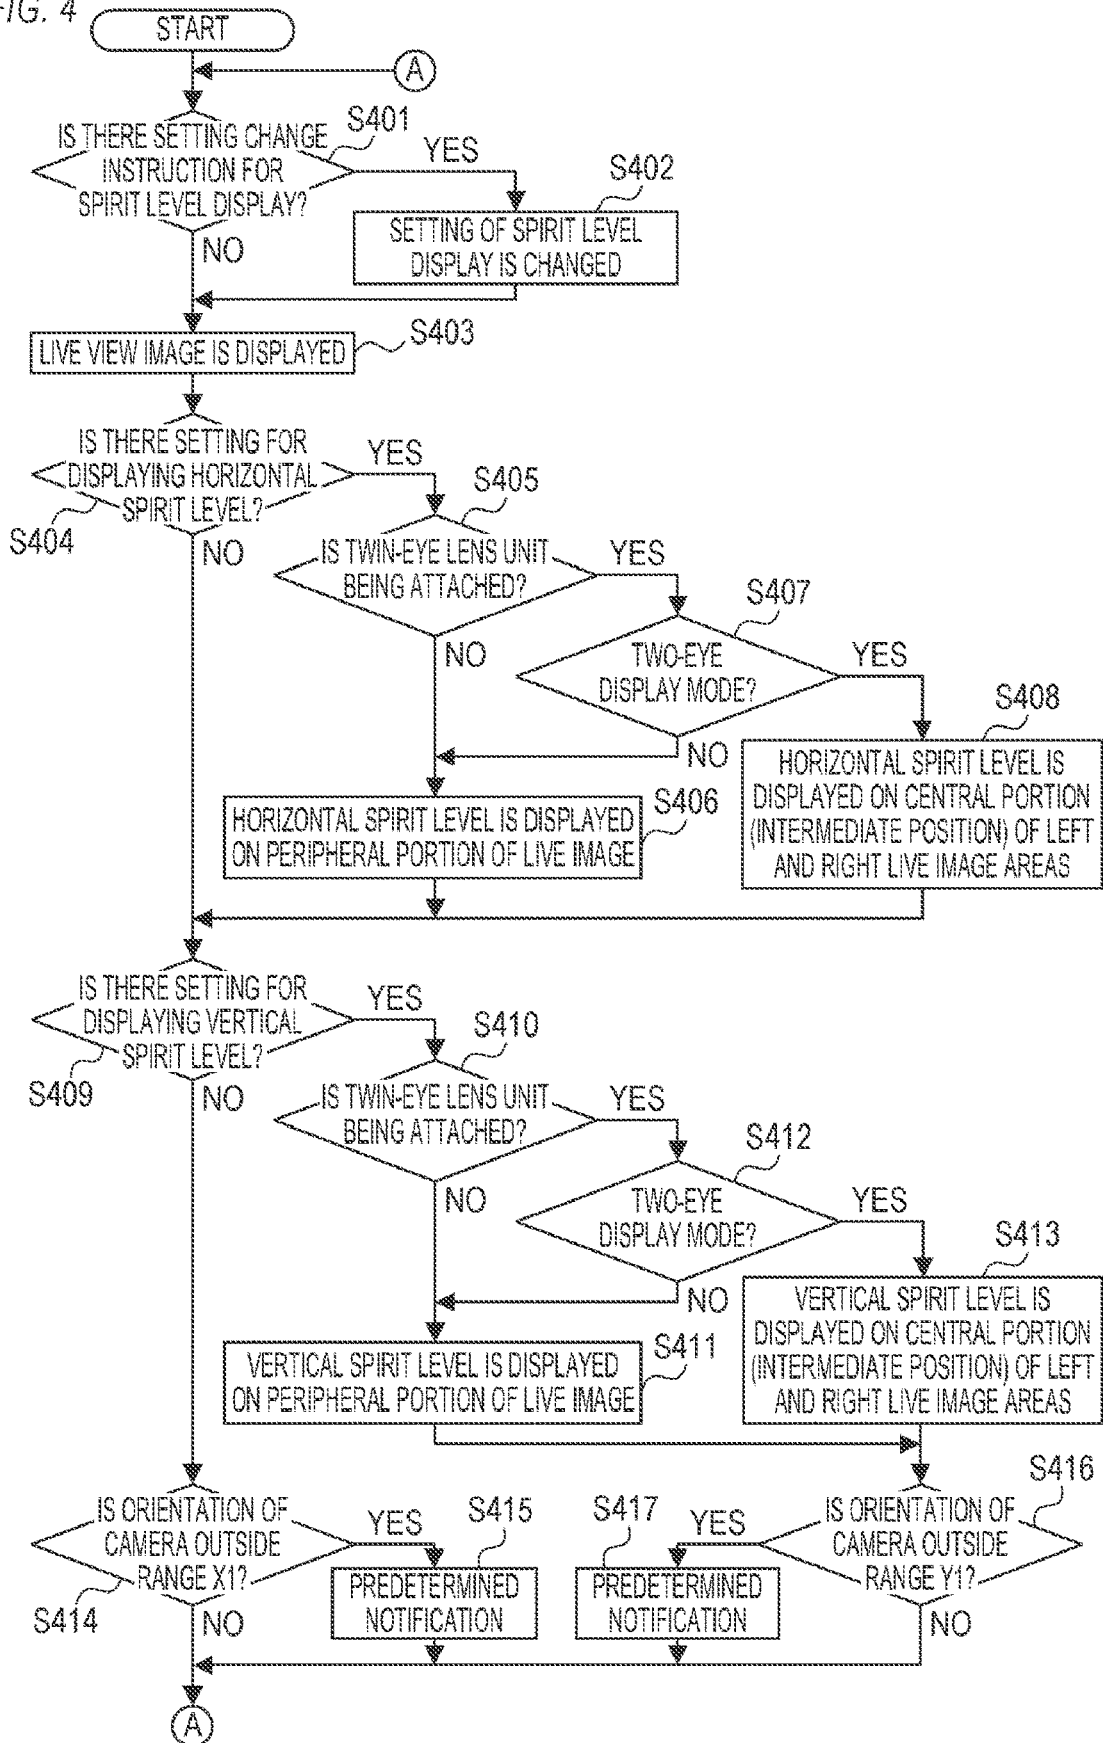 FIG. 4
START
A
IS THERE SETTING CHANGE
INSTRUCTION FOR
SPIRIT LEVEL DISPLAY?
S401
YES
NO
S402
SETTING OF SPIRIT LEVEL
DISPLAY IS CHANGED
LIVE VIEW IMAGE IS DISPLAYED
S403
IS THERE SETTING FOR
DISPLAYING HORIZONTAL
SPIRIT LEVEL?
S404
YES
NO
S405
IS TWIN-EYE LENS UNIT
BEING ATTACHED?
YES
NO
S407
TWO-EYE
DISPLAY MODE?
YES
NO
S408
HORIZONTAL SPIRIT LEVEL IS
DISPLAYED ON CENTRAL PORTION
(INTERMEDIATE POSITION) OF LEFT
AND RIGHT LIVE IMAGE AREAS
S406
HORIZONTAL SPIRIT LEVEL IS DISPLAYED
ON PERIPHERAL PORTION OF LIVE IMAGE
IS THERE SETTING FOR
DISPLAYING VERTICAL
SPIRIT LEVEL?
S409
YES
NO
S410
IS TWIN-EYE LENS UNIT
BEING ATTACHED?
YES
NO
S412
TWO-EYE
DISPLAY MODE?
YES
NO
S413
VERTICAL SPIRIT LEVEL IS
DISPLAYED ON CENTRAL PORTION
(INTERMEDIATE POSITION) OF LEFT
AND RIGHT LIVE IMAGE AREAS
S411
VERTICAL SPIRIT LEVEL IS DISPLAYED
ON PERIPHERAL PORTION OF LIVE IMAGE
IS ORIENTATION OF
CAMERA OUTSIDE
RANGE X1?
S414
YES
NO
S415
PREDETERMINED
NOTIFICATION
S417
PREDETERMINED
NOTIFICATION
YES
S416
IS ORIENTATION OF
CAMERA OUTSIDE
RANGE Y1?
NO
A